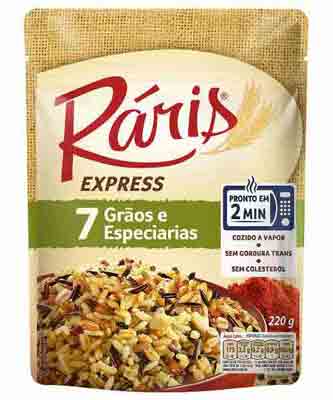 Ráris®
EXPRESS
7 Grãos e
Especiarias
PRONTO EM
2 MIN
COZIDO A VAPOR
SEM GORDURA TRANS
SEM COLESTEROL
220 g